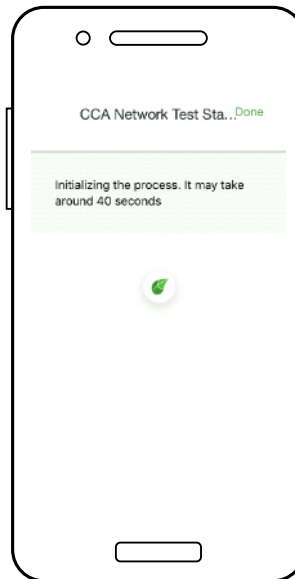 CCA Network Test Sta...Done
Initializing the process. It may take
around 40 seconds